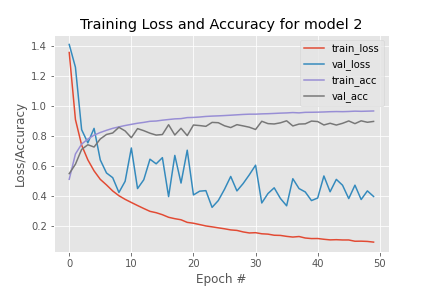 Training Loss and Accuracy for model 2
1.4
1.2
1.0
0.8
0.6
0.4
0.2
Loss/Accuracy
train_loss
val_loss
train_acc
val_acc
0 10 20 30 40 50
Epoch #